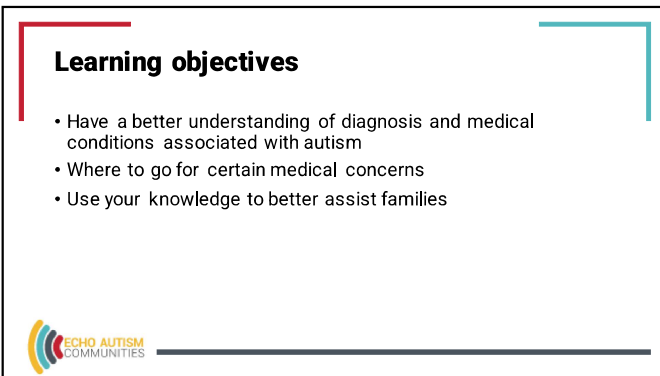 Learning objectives
• Have a better understanding of diagnosis and medical
conditions associated with autism
• Where to go for certain medical concerns
• Use your knowledge to better assist families
ECHO AUTISM
COMMUNITIES